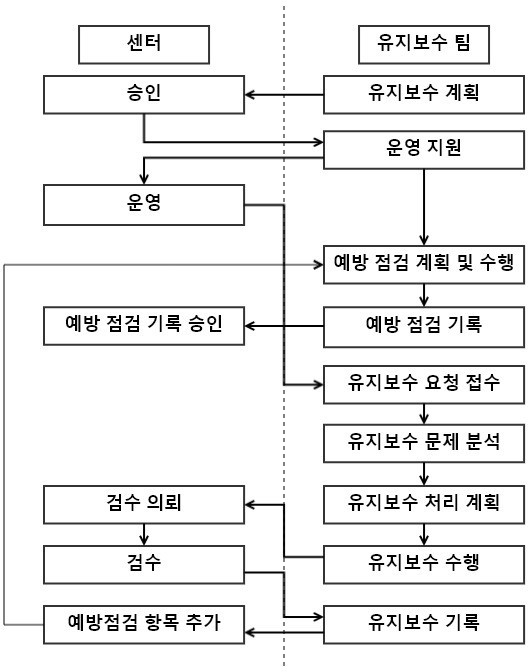 센터
유지보수 팀
승인
유지보수 계획
운영 지원
운영
예방 점검 계획 및 수행
예방 점검 기록 승인
예방 점검 기록
유지보수 요청 접수
유지보수 문제 분석
검수 의뢰
유지보수 처리 계획
검수
유지보수 수행
예방점검 항목 추가
유지보수 기록